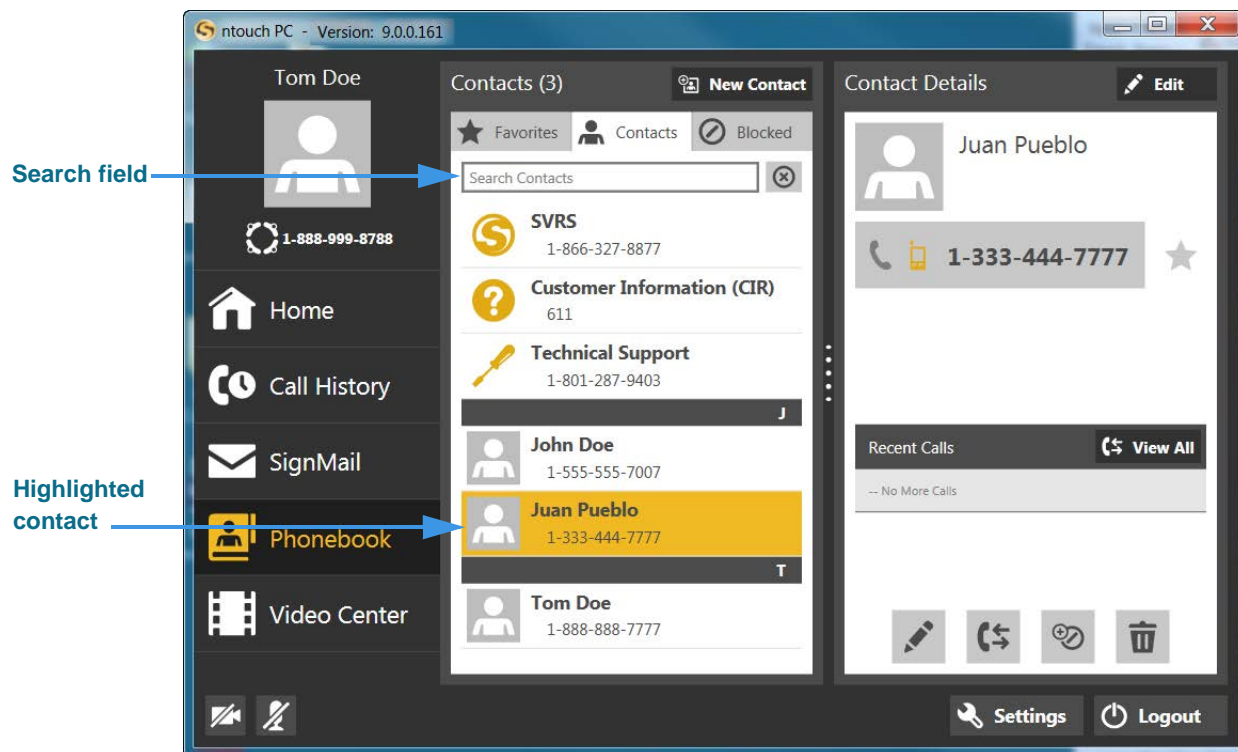 ntouch PC - Version: 9.0.0.161
Tom Doe
1-888-999-8788
Home
Call History
SignMail
Phonebook
Video Center
Search field
Highlighted
contact
Contacts (3)
New Contact
Favorites
Contacts
Blocked
Search Contacts
SVRS
1-866-327-8877
Customer Information (CIR)
611
Technical Support
1-801-287-9403
J
John Doe
1-555-555-7007
Juan Pueblo
1-333-444-7777
T
Tom Doe
1-888-888-7777
Contact Details
Edit
Juan Pueblo
1-333-444-7777
Recent Calls
View All
-- No More Calls
Settings
Logout